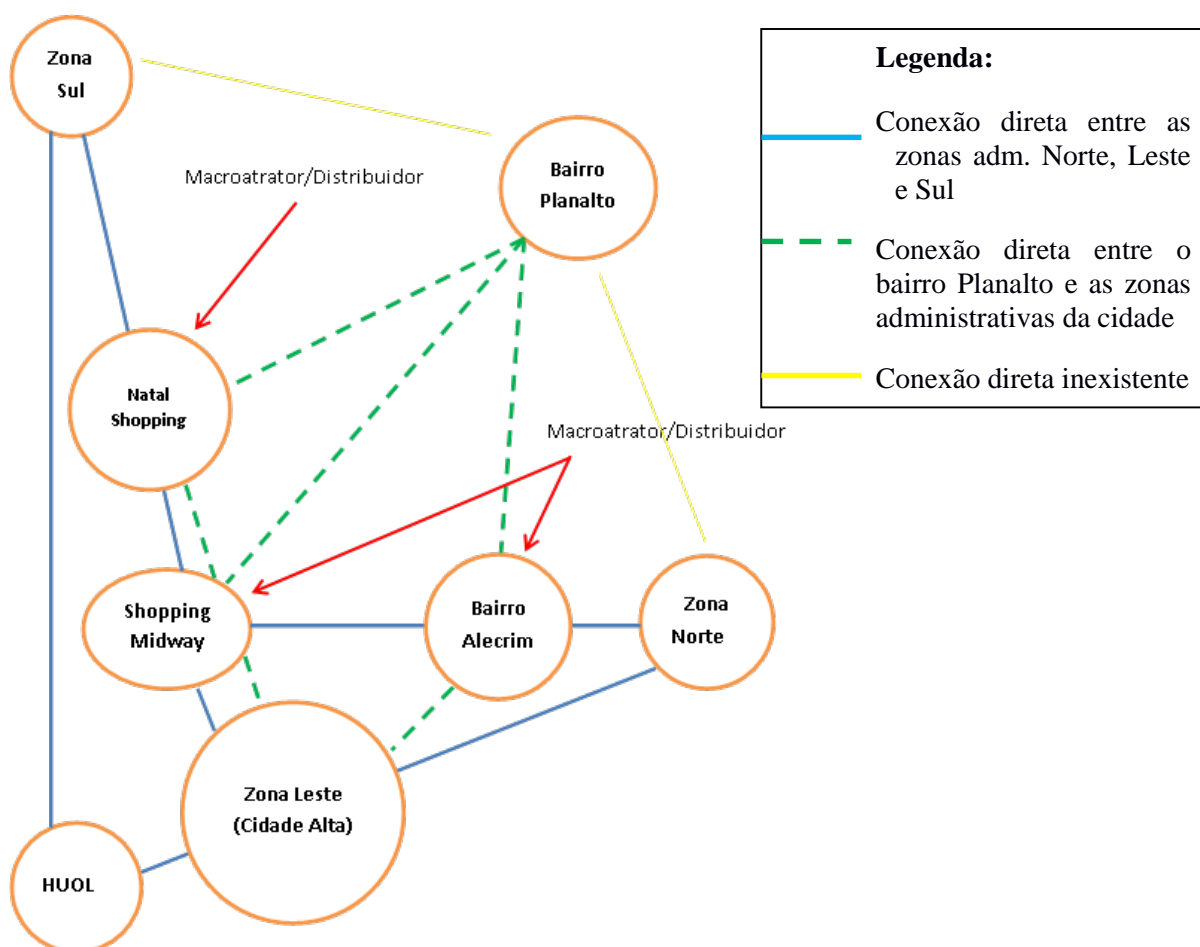 Zona
Sul
Legenda:
Conexão direta entre as
zonas adm. Norte, Leste
e Sul
Conexão direta entre o
bairro Planalto e as zonas
administrativas da cidade
Conexão direta inexistente
Macroatrator/Distribuidor
Bairro
Planalto
Natal
Shopping
Macroatrator/Distribuidor
Shopping
Midway
Bairro
Alecrim
Zona
Norte
Zona Leste
(Cidade Alta)
HUOL